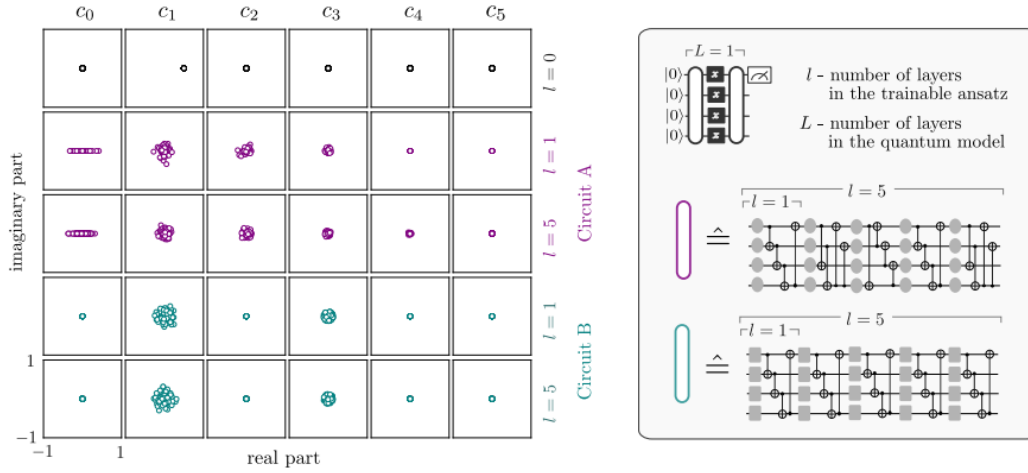 c0 c1 c2 c3 c4 c5
l = 0
l = 1
l = 5
Circuit A
l = 1
l = 5
Circuit B
imaginary part
1
−1
−1 1
real part
L = 1
|0⟩
|0⟩
|0⟩
|0⟩
x
x
x
x
l - number of layers
in the trainable ansatz
L - number of layers
in the quantum model
l = 5
l = 1
≙
l = 5
l = 1
≙